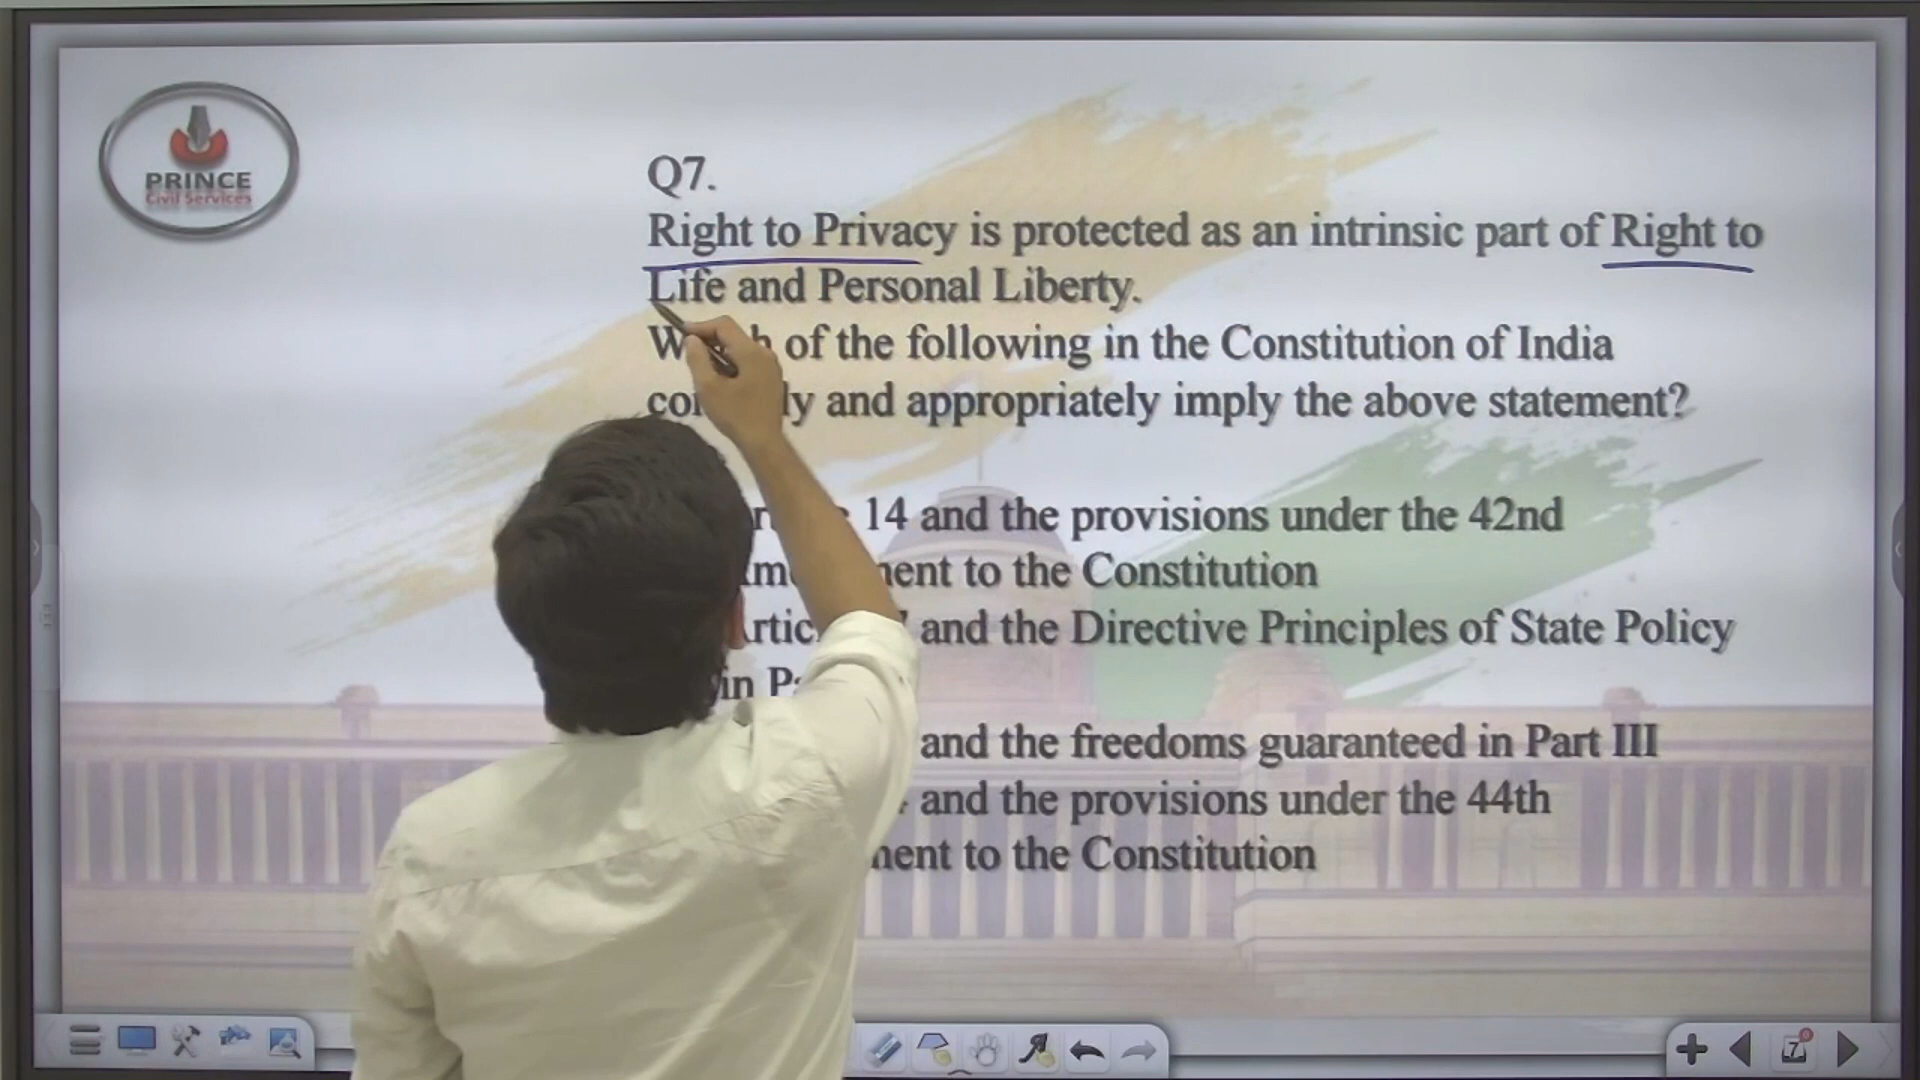 PRINCE
Civil Services
Q7.
Right to Privacy is protected as an intrinsic part of Right to
Life and Personal Liberty.
of the following in the Constitution of India
and appropriately imply the above statement?
14 and the provisions under the 42nd
to the Constitution
and the Directive Principles of State Policy
in
and the freedoms guaranteed in Part III
and the provisions under the 44th
to the Constitution
7